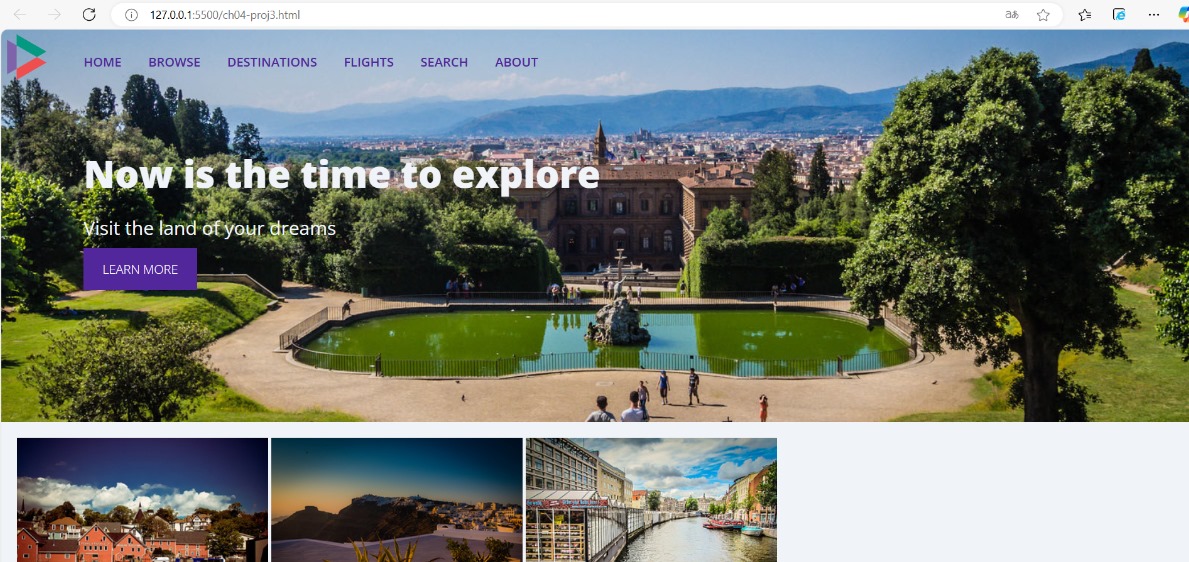 127.0.0.1:5500/ch04-proj3.html
HOME BROWSE DESTINATIONS FLIGHTS SEARCH ABOUT
Now is the time to explore
Visit the land of your dreams
LEARN MORE